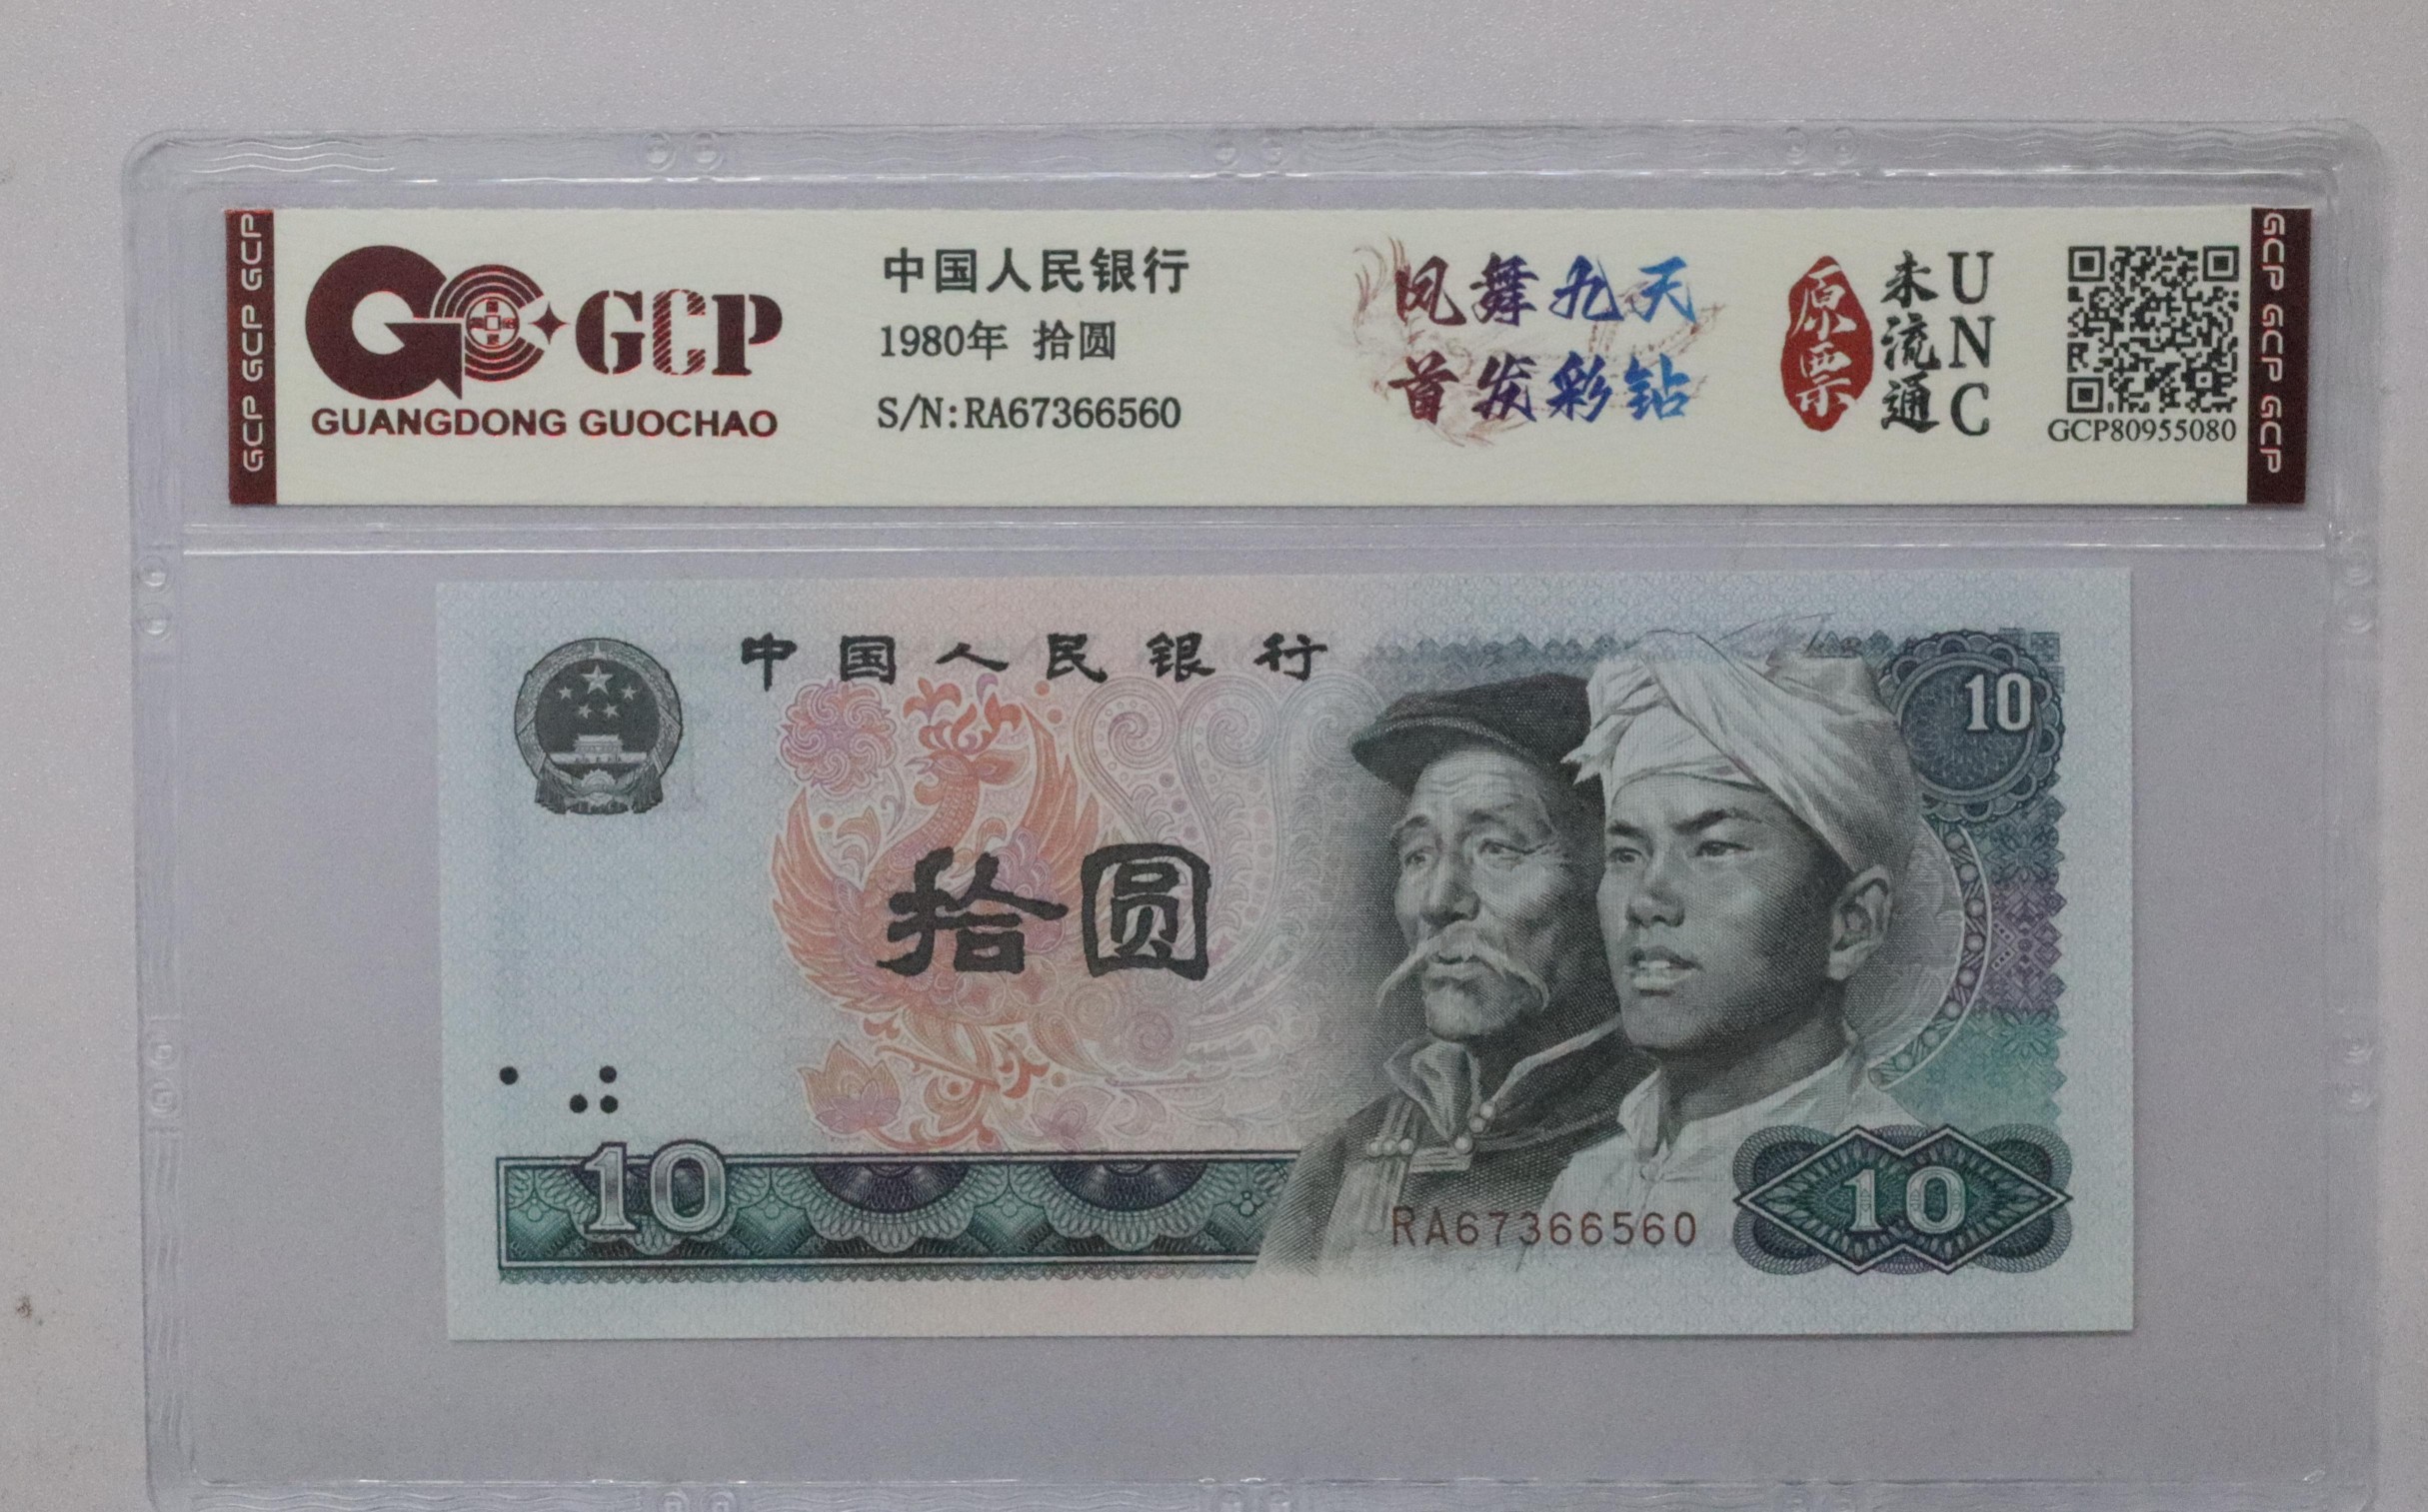 GCP GCP GCP
GCP
GUANGDONG GUOCHAO
中国人民银行
1980年 拾圆
S/N:RA67366560
凤舞九天
首发彩钻
原票
未流通
UNC
R
GCP80955080
GCP GCP GCP
中国人民银行
10
拾圆
10
RA67366560
10